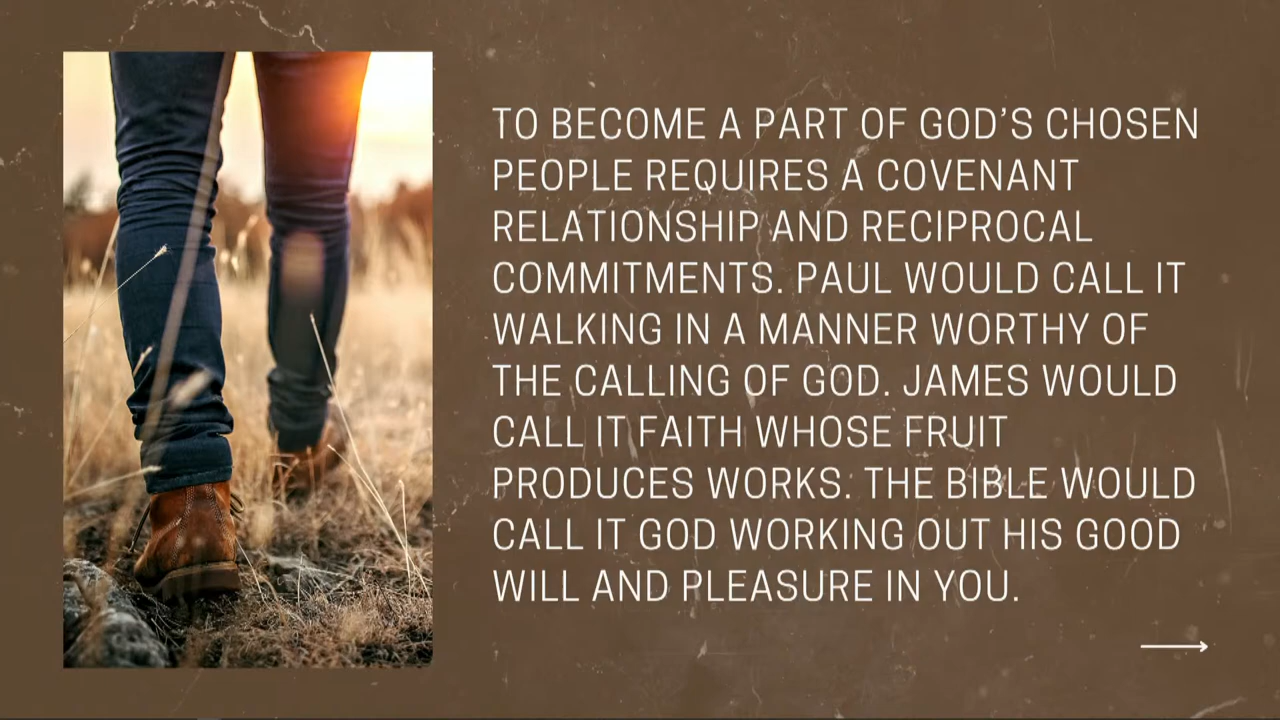 TO BECOME A PART OF GOD’S CHOSEN
PEOPLE REQUIRES A COVENANT
RELATIONSHIP AND RECIPROCAL
COMMITMENTS. PAUL WOULD CALL IT
WALKING IN A MANNER WORTHY OF
THE CALLING OF GOD. JAMES WOULD
CALL IT FAITH WHOSE FRUIT
PRODUCES WORKS. THE BIBLE WOULD
CALL IT GOD WORKING OUT HIS GOOD
WILL AND PLEASURE IN YOU.